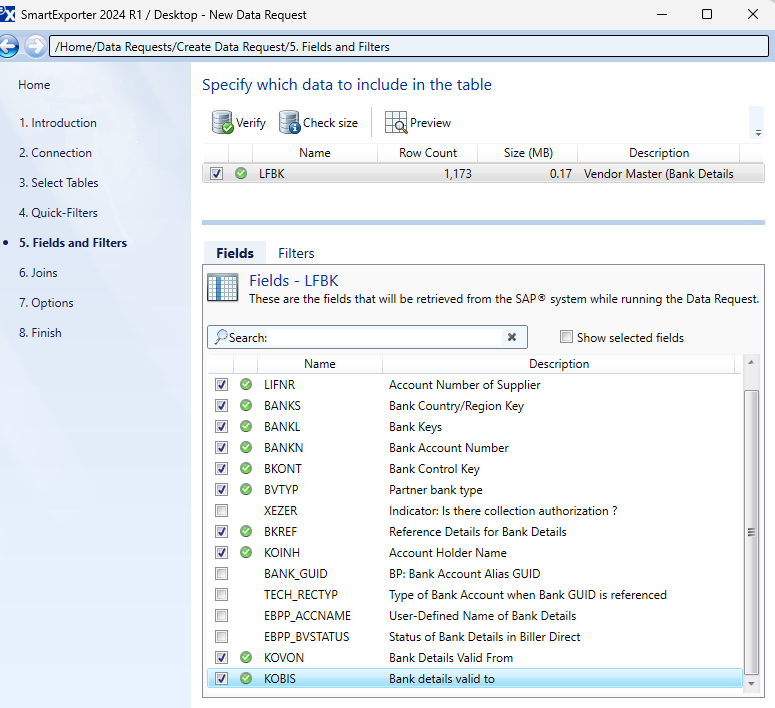 SmartExporter 2024 R1 / Desktop - New Data Request
/Home/Data Requests/Create Data Request/5. Fields and Filters
Home
1. Introduction
2. Connection
3. Select Tables
4. Quick-Filters
5. Fields and Filters
6. Joins
7. Options
8. Finish
Specify which data to include in the table
Verify Check size Preview
Name Row Count Size (MB) Description
LFBK 1,173 0.17 Vendor Master (Bank Details
Fields Filters
Fields - LFBK
These are the fields that will be retrieved from the SAP® system while running the Data Request.
Search: Show selected fields
Name Description
LIFNR Account Number of Supplier
BANKS Bank Country/Region Key
BANKL Bank Keys
BANKN Bank Account Number
BKONT Bank Control Key
BVTYP Partner bank type
XEZER Indicator: Is there collection authorization ?
BKREF Reference Details for Bank Details
KOINH Account Holder Name
BANK_GUID BP: Bank Account Alias GUID
TECH_RECTYP Type of Bank Account when Bank GUID is referenced
EBPP_ACCNAME User-Defined Name of Bank Details
EBPP_BVSTATUS Status of Bank Details in Biller Direct
KOVON Bank Details Valid From
KOBIS Bank details valid to